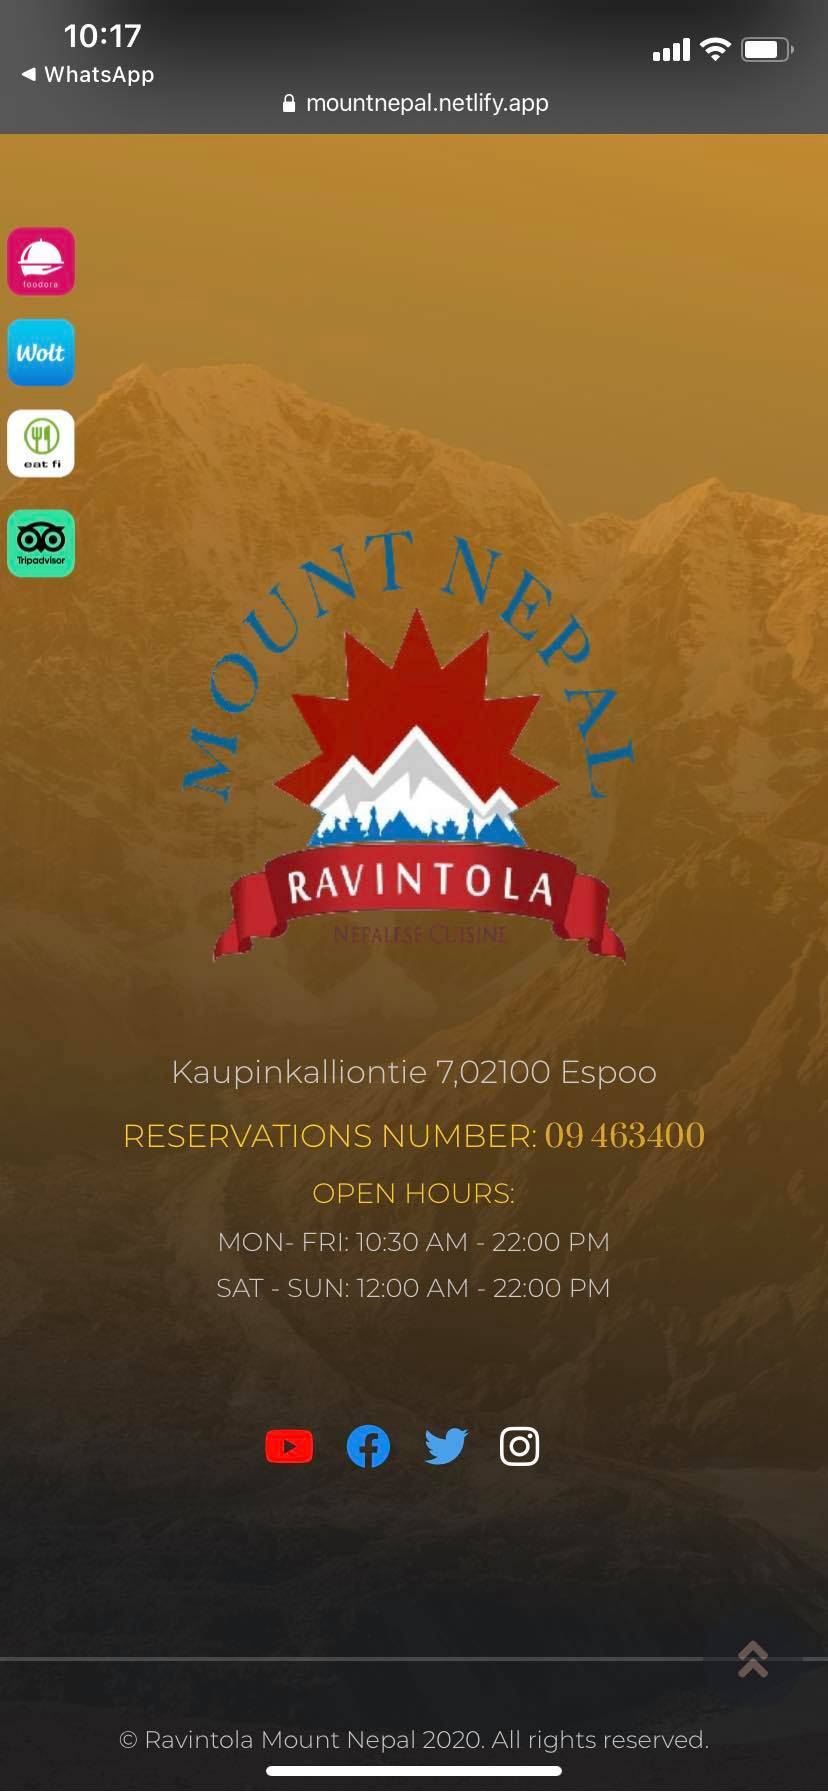 10:17
WhatsApp
mountnepal.netlify.app
foodora
Wolt
eat fi
Tripadvisor
MOUNT NEPAL
RAVINTOLA
NEPALESE CUISINE
Kaupinkalliontie 7,02100 Espoo
RESERVATIONS NUMBER: 09 463400
OPEN HOURS:
MON- FRI: 10:30 AM - 22:00 PM
SAT - SUN: 12:00 AM - 22:00 PM
© Ravintola Mount Nepal 2020. All rights reserved.